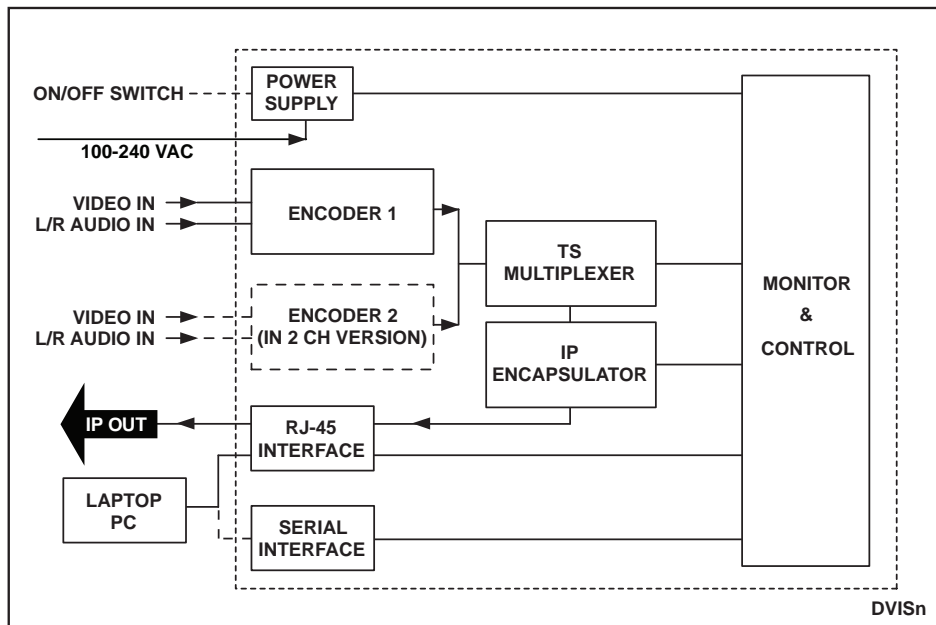 ON/OFF SWITCH
POWER
SUPPLY
100-240 VAC
VIDEO IN
L/R AUDIO IN
ENCODER 1
TS
MULTIPLEXER
MONITOR
&
CONTROL
VIDEO IN
L/R AUDIO IN
ENCODER 2
(IN 2 CH VERSION)
IP
ENCAPSULATOR
IP OUT
RJ-45
INTERFACE
LAPTOP
PC
SERIAL
INTERFACE
DVISn